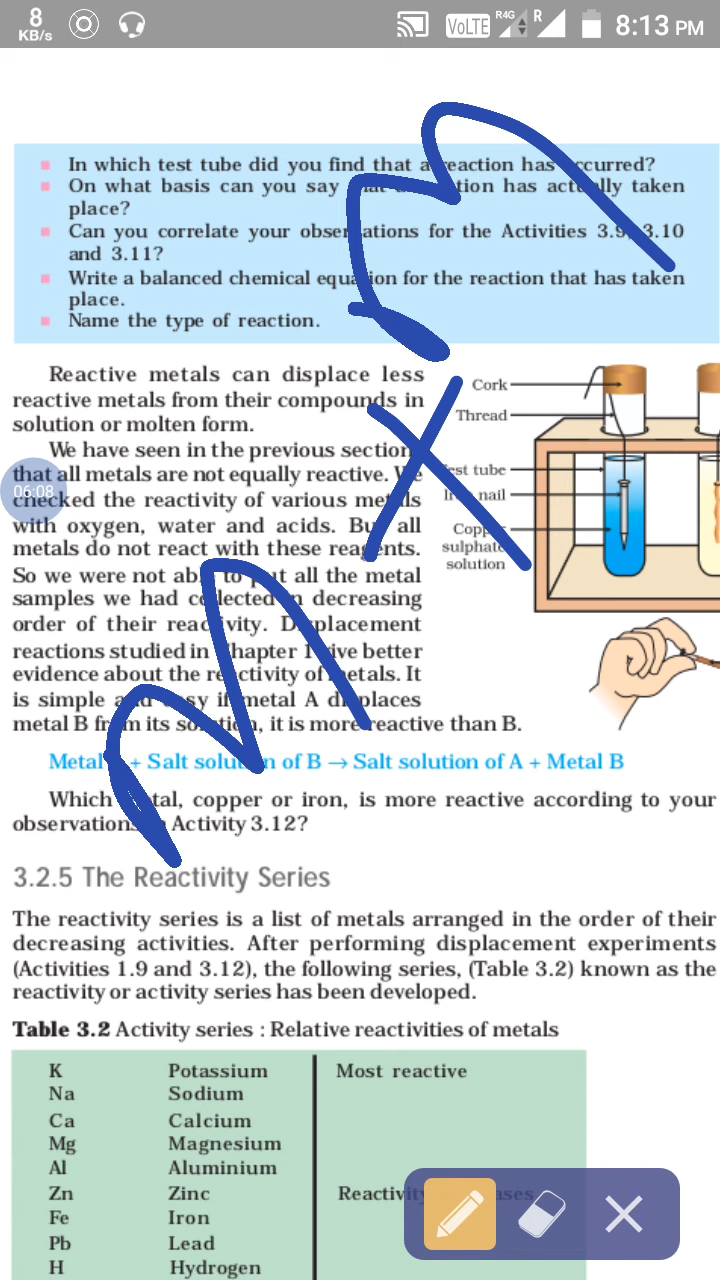 8
KB/s
VoLTE
R4G
R
8:13 PM
In which test tube did you find that a reaction has occurred?
On what basis can you say tion has actually taken
place?
Can you correlate your observations for the Activities 3.9, 3.10
and 3.11?
Write a balanced chemical equation for the reaction that has taken
place.
Name the type of reaction.
Reactive metals can displace less
reactive metals from their compounds in
solution or molten form.
We have seen in the previous section
that all metals are not equally reactive. We
06:08
checked the reactivity of various metals
with oxygen, water and acids. But all
metals do not react with these reagents.
So we were not able to put all the metal
samples we had collected in decreasing
order of their reactivity. Displacement
reactions studied in Chapter 1 give better
evidence about the reactivity of metals. It
is simple and easy if metal A displaces
metal B from its solution, it is more reactive than B.
Cork
Thread
Test tube
Iron nail
Copper
sulphate
solution
Metal + Salt solution of B → Salt solution of A + Metal B
Which metal, copper or iron, is more reactive according to your
observations Activity 3.12?
3.2.5 The Reactivity Series
The reactivity series is a list of metals arranged in the order of their
decreasing activities. After performing displacement experiments
(Activities 1.9 and 3.12), the following series, (Table 3.2) known as the
reactivity or activity series has been developed.
Table 3.2 Activity series : Relative reactivities of metals
K Potassium Most reactive
Na Sodium
Ca Calcium
Mg Magnesium
Al Aluminium
Zn Zinc Reactivity
Fe Iron
Pb Lead
H Hydrogen